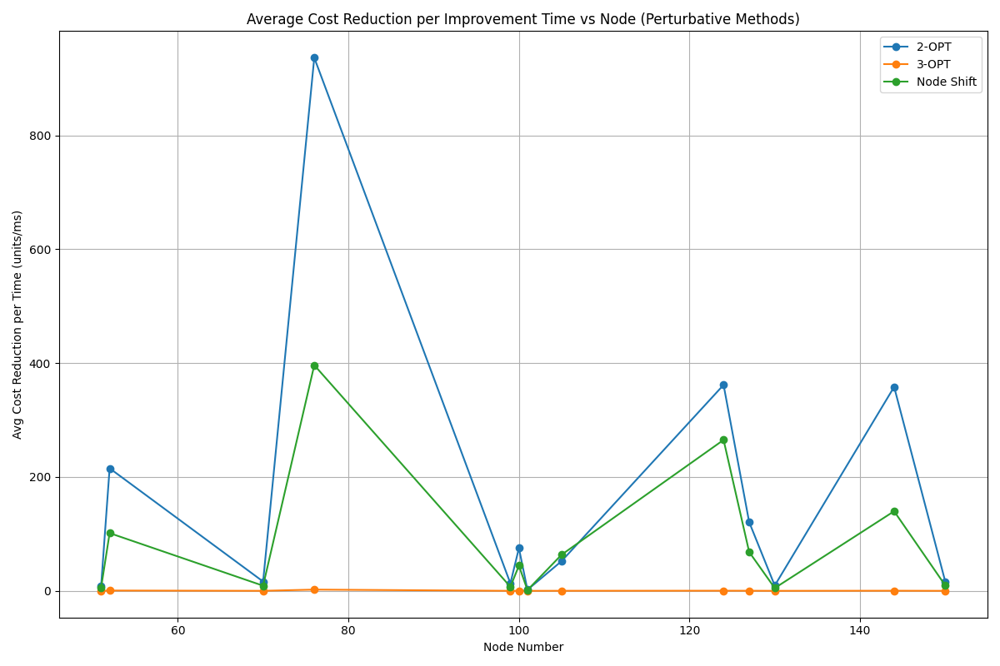 Average Cost Reduction per Improvement Time vs Node (Perturbative Methods)
2-OPT
3-OPT
Node Shift
Avg Cost Reduction per Time (units/ms)
800
600
400
200
0
60 80 100 120 140
Node Number